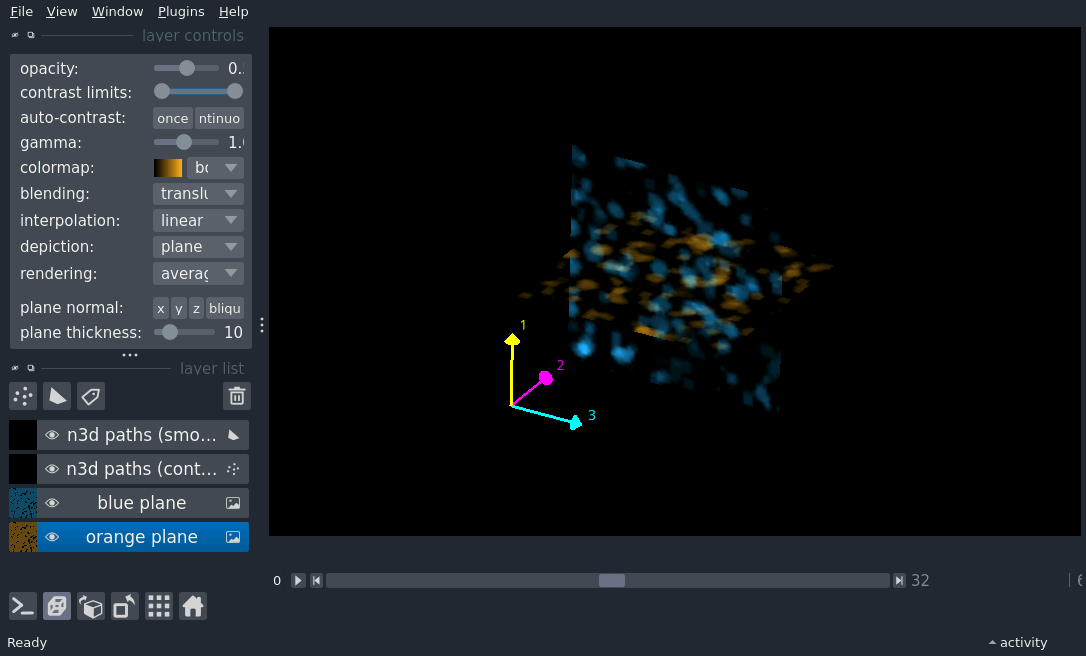 File View Window Plugins Help
layer controls
opacity: 0.
contrast limits:
auto-contrast: once ntinuo
gamma: 1.
colormap: bo
blending: translu
interpolation: linear
depiction: plane
rendering: averag
plane normal: x y z bliqu
plane thickness: 10
layer list
n3d paths (smo...
n3d paths (cont...
blue plane
orange plane
1
2
3
0 32
Ready activity